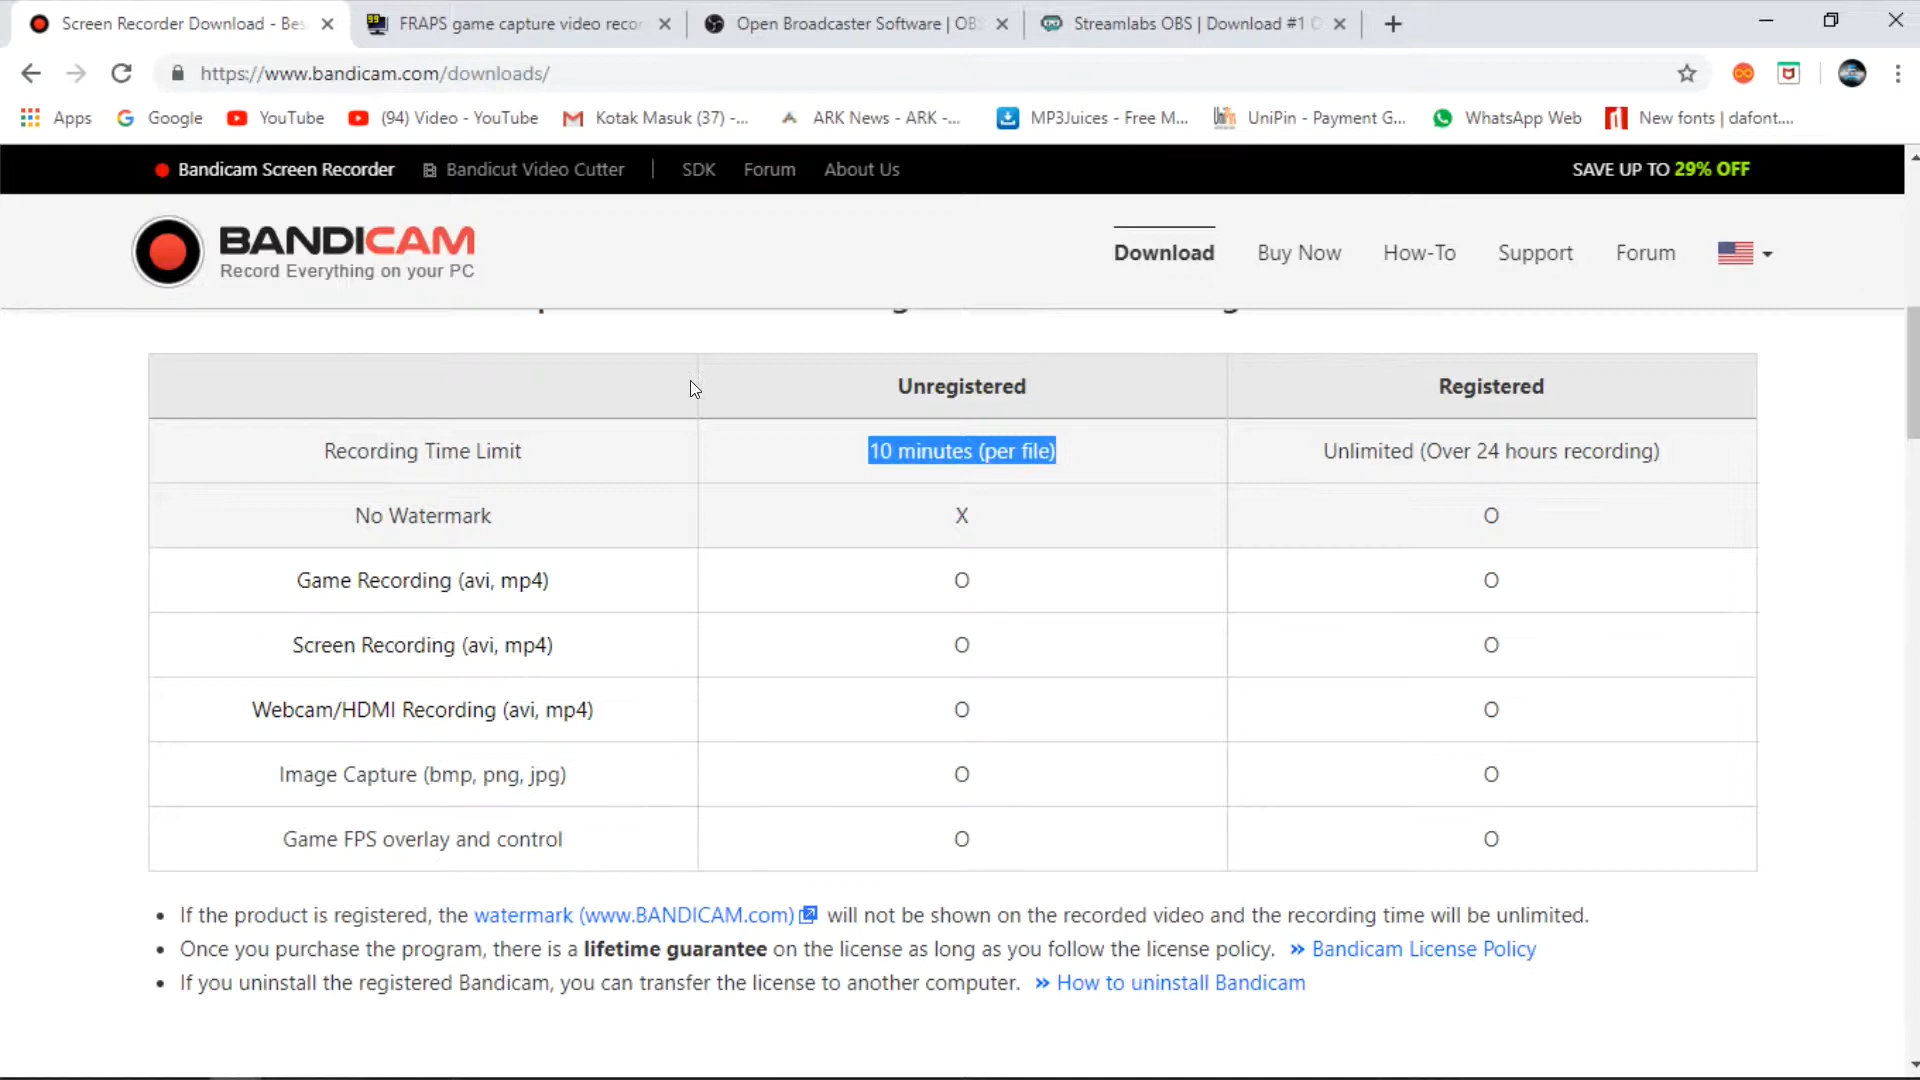 Screen Recorder Download - Bes
FRAPS game capture video recor
Open Broadcaster Software | OBS
Streamlabs OBS | Download #1 O
https://www.bandicam.com/downloads/
Apps
Google
YouTube
(94) Video - YouTube
Kotak Masuk (37) -...
ARK News - ARK -...
MP3Juices - Free M...
UniPin - Payment G...
WhatsApp Web
New fonts | dafont....
Bandicam Screen Recorder
Bandicut Video Cutter
SDK
Forum
About Us
SAVE UP TO 29% OFF
BANDICAM
Record Everything on your PC
Download
Buy Now
How-To
Support
Forum
Unregistered
Registered
Recording Time Limit
10 minutes (per file)
Unlimited (Over 24 hours recording)
No Watermark
X
O
Game Recording (avi, mp4)
O
O
Screen Recording (avi, mp4)
O
O
Webcam/HDMI Recording (avi, mp4)
O
O
Image Capture (bmp, png, jpg)
O
O
Game FPS overlay and control
O
O
• If the product is registered, the watermark (www.BANDICAM.com) will not be shown on the recorded video and the recording time will be unlimited.
• Once you purchase the program, there is a lifetime guarantee on the license as long as you follow the license policy. » Bandicam License Policy
• If you uninstall the registered Bandicam, you can transfer the license to another computer. » How to uninstall Bandicam